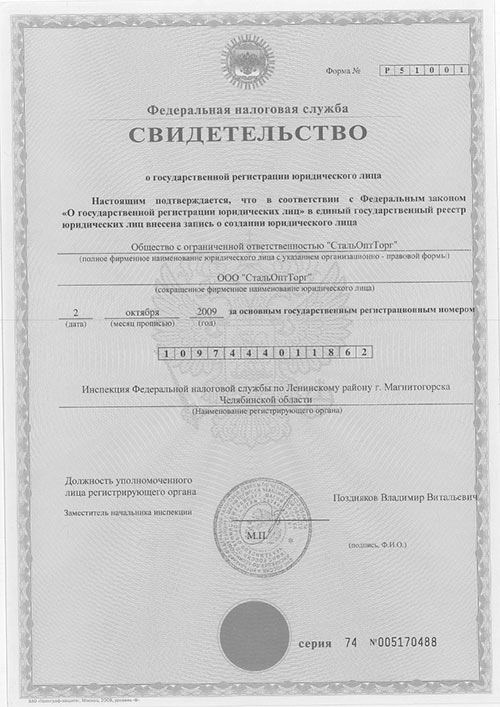 Форма № Р 5 1 0 0 1
Федеральная налоговая служба
СВИДЕТЕЛЬСТВО
о государственной регистрации юридического лица
Настоящим подтверждается, что в соответствии с Федеральным законом
«О государственной регистрации юридических лиц» в единый государственный реестр
юридических лиц внесена запись о создании юридического лица
Общество с ограниченной ответственностью "СтальОптТорг"
(полное фирменное наименование юридического лица с указанием организационно - правовой формы)
ООО "СтальОптТорг"
(сокращенное фирменное наименование юридического лица)
2 октября 2009 за основным государственным регистрационным номером
(дата) (месяц прописью) (год)
1 0 9 7 4 4 4 0 1 1 8 6 2
Инспекция Федеральной налоговой службы по Ленинскому району г. Магнитогорска
Челябинской области
(Наименование регистрирующего органа)
Должность уполномоченного
лица регистрирующего органа
Поздняков Владимир Витальевич
Заместитель начальника инспекции
М.П.
(подпись, Ф.И.О.)
серия 74 №005170488